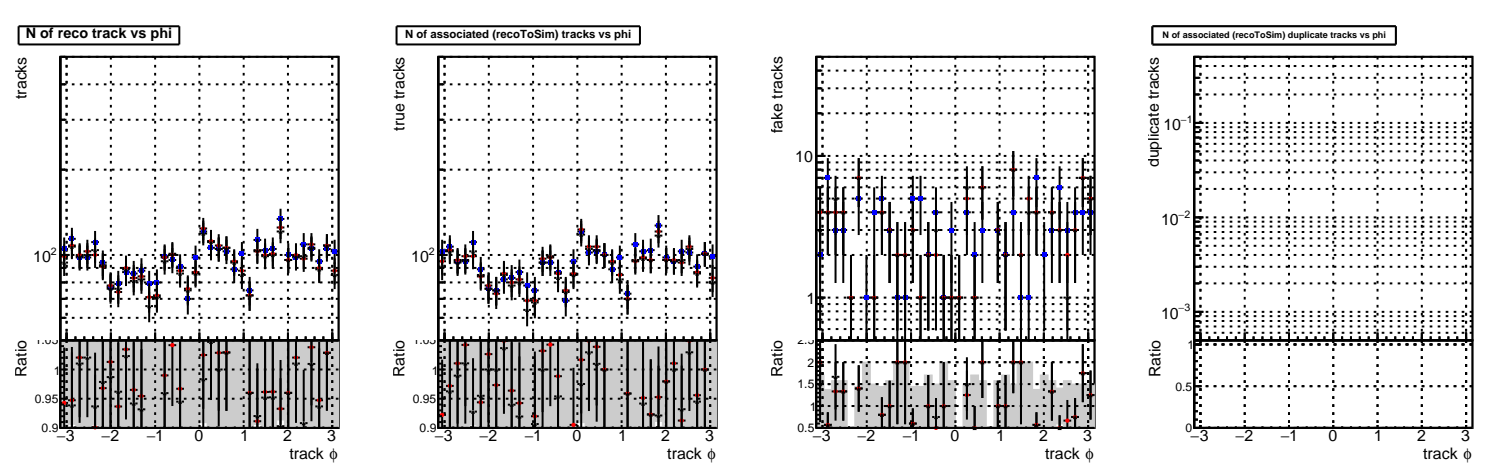 N of reco track vs phi
tracks
10²
Ratio
1.05
1
0.95
0.9
−3 −2 −1 0 1 2 3
track ϕ
N of associated (recoToSim) tracks vs phi
true tracks
10²
Ratio
1.05
1
0.95
0.9
−3 −2 −1 0 1 2 3
track ϕ
fake tracks
10
1
Ratio
2.5
2
1.5
1
0.5
−3 −2 −1 0 1 2 3
track ϕ
N of associated (recoToSim) duplicate tracks vs phi
duplicate tracks
10⁻¹
10⁻²
10⁻³
Ratio
1
0.5
0
−3 −2 −1 0 1 2 3
track ϕ